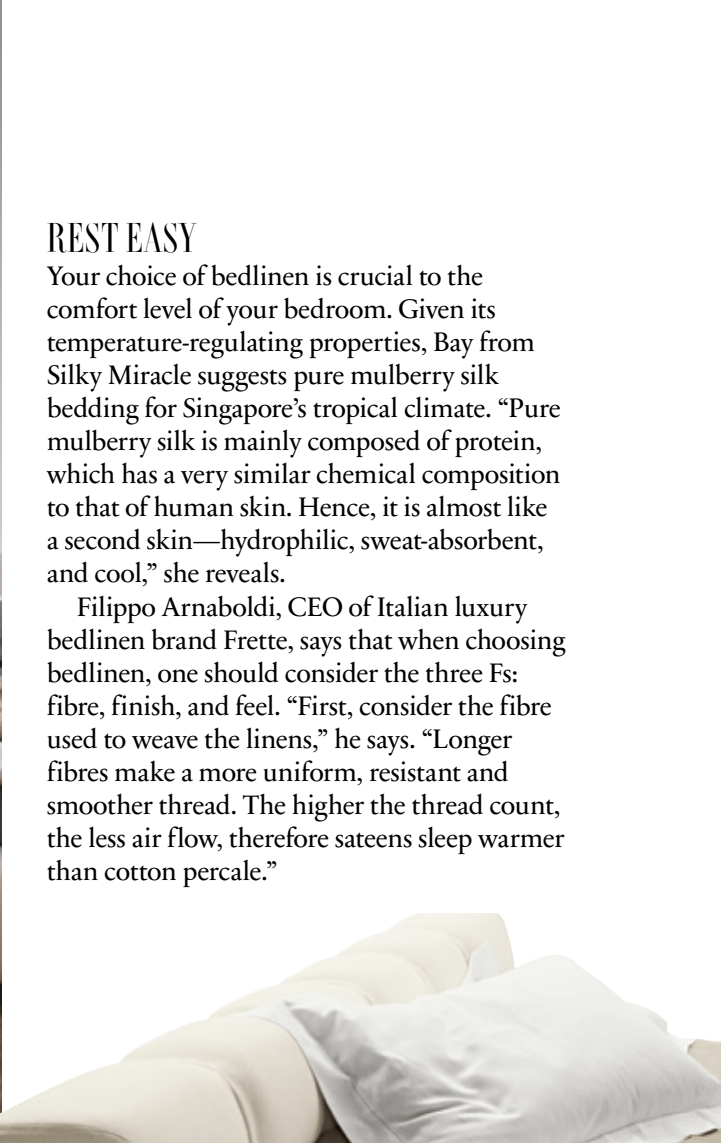 REST EASY
Your choice of bedlinen is crucial to the
comfort level of your bedroom. Given its
temperature-regulating properties, Bay from
Silky Miracle suggests pure mulberry silk
bedding for Singapore’s tropical climate. “Pure
mulberry silk is mainly composed of protein,
which has a very similar chemical composition
to that of human skin. Hence, it is almost like
a second skin—hydrophilic, sweat-absorbent,
and cool,” she reveals.
Filippo Arnaboldi, CEO of Italian luxury
bedlinen brand Frette, says that when choosing
bedlinen, one should consider the three Fs:
fibre, finish, and feel. “First, consider the fibre
used to weave the linens,” he says. “Longer
fibres make a more uniform, resistant and
smoother thread. The higher the thread count,
the less air flow, therefore sateens sleep warmer
than cotton percale.”